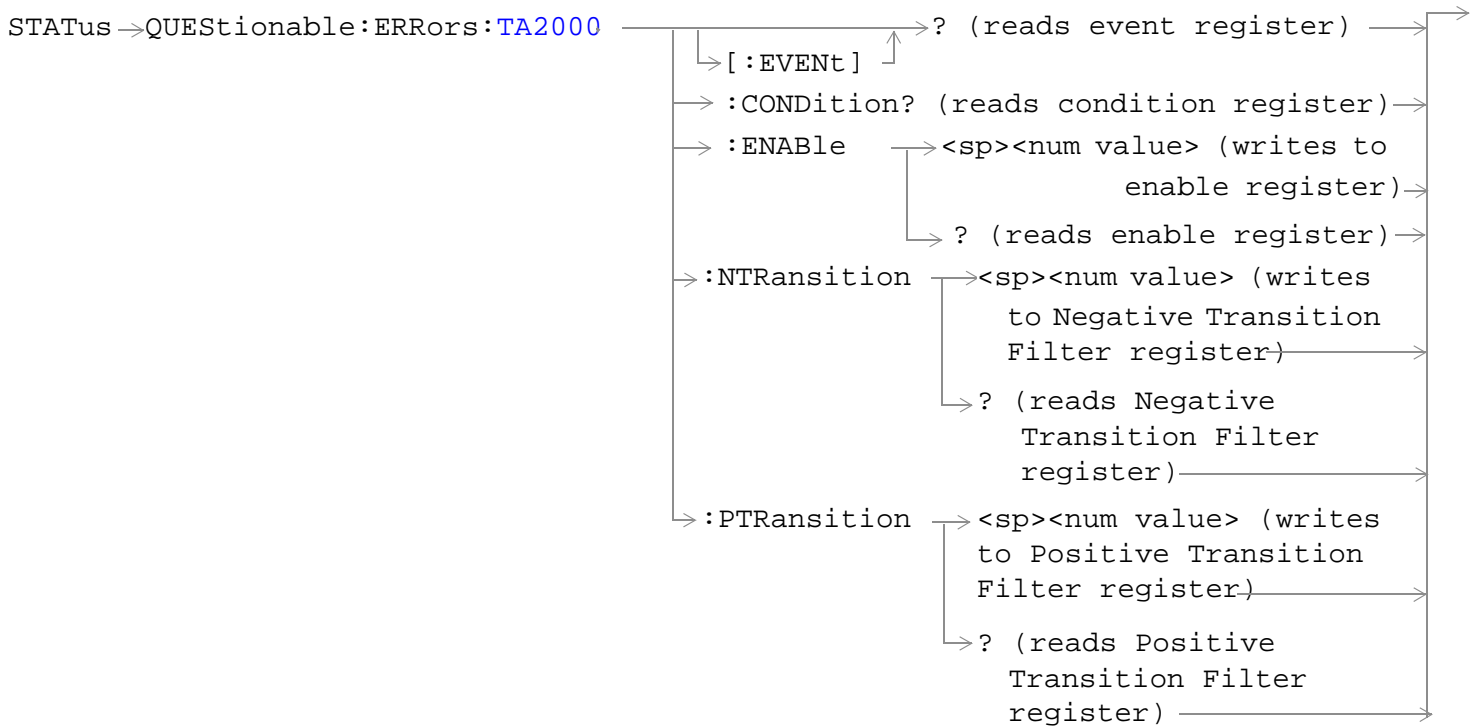 STATus QUEStionable:ERRors:TA2000 ? (reads event register)
[:EVENt]
:CONDition? (reads condition register)
:ENABle <sp><num value> (writes to
enable register)
? (reads enable register)
:NTRansition <sp><num value> (writes
to Negative Transition
Filter register)
? (reads Negative
Transition Filter
register)
:PTRansition <sp><num value> (writes
to Positive Transition
Filter register)
? (reads Positive
Transition Filter
register)